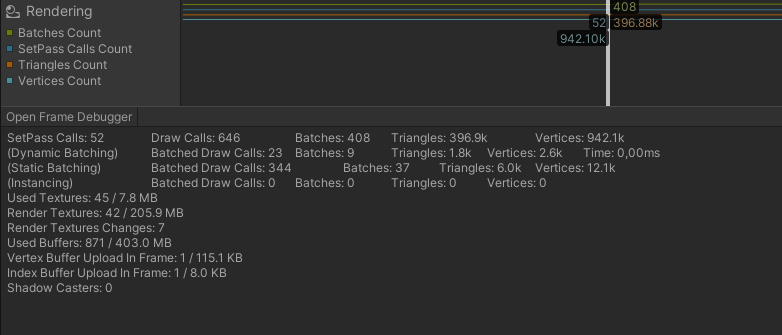 Rendering
Batches Count
SetPass Calls Count
Triangles Count
Vertices Count
408
52 396.88k
942.10k
Open Frame Debugger
SetPass Calls: 52 Draw Calls: 646 Batches: 408 Triangles: 396.9k Vertices: 942.1k
(Dynamic Batching) Batched Draw Calls: 23 Batches: 9 Triangles: 1.8k Vertices: 2.6k Time: 0,00ms
(Static Batching) Batched Draw Calls: 344 Batches: 37 Triangles: 6.0k Vertices: 12.1k
(Instancing) Batched Draw Calls: 0 Batches: 0 Triangles: 0 Vertices: 0
Used Textures: 45 / 7.8 MB
Render Textures: 42 / 205.9 MB
Render Textures Changes: 7
Used Buffers: 871 / 403.0 MB
Vertex Buffer Upload In Frame: 1 / 115.1 KB
Index Buffer Upload In Frame: 1 / 8.0 KB
Shadow Casters: 0